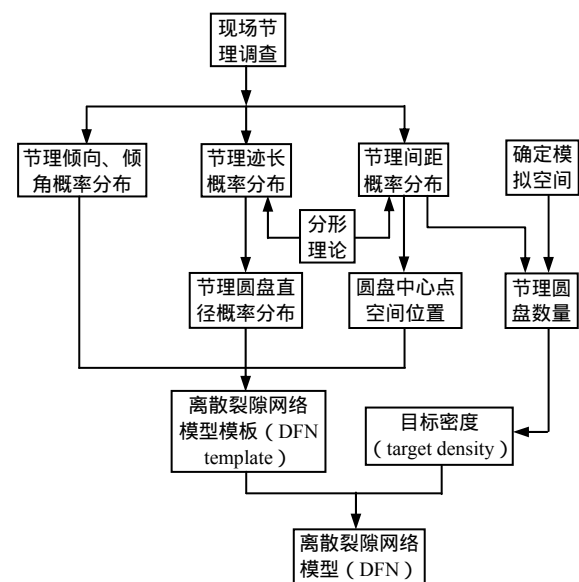 现场节
理调查
节理倾向、倾
角概率分布
节理迹长
概率分布
节理间距
概率分布
确定模
拟空间
分形
理论
节理圆盘直
径概率分布
圆盘中心点
空间位置
节理圆
盘数量
离散裂隙网络
模型模板（DFN
template）
目标密度
（target density）
离散裂隙网络
模型（DFN）